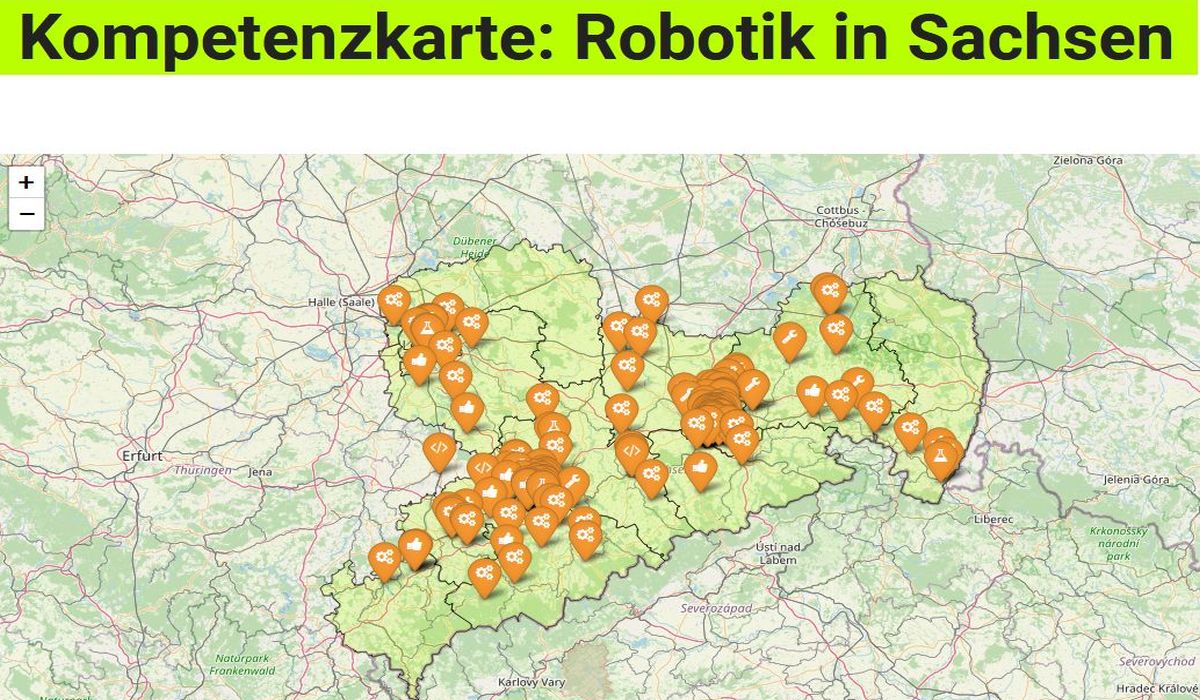 Kompetenzkarte: Robotik in Sachsen
+
−
Zielona Góra
Cottbus -
Chóśebuz
Dübener
Heide
Halle (Saale)
Erfurt
Thüringen
Jena
Jelenia Góra
Liberec
Krkonošský
národní
park
Ústí nad
Labem
Severozápad
Naturpark
Frankenwald
Severovýchod
Karlovy Vary
Hradec Králové
Naturpark